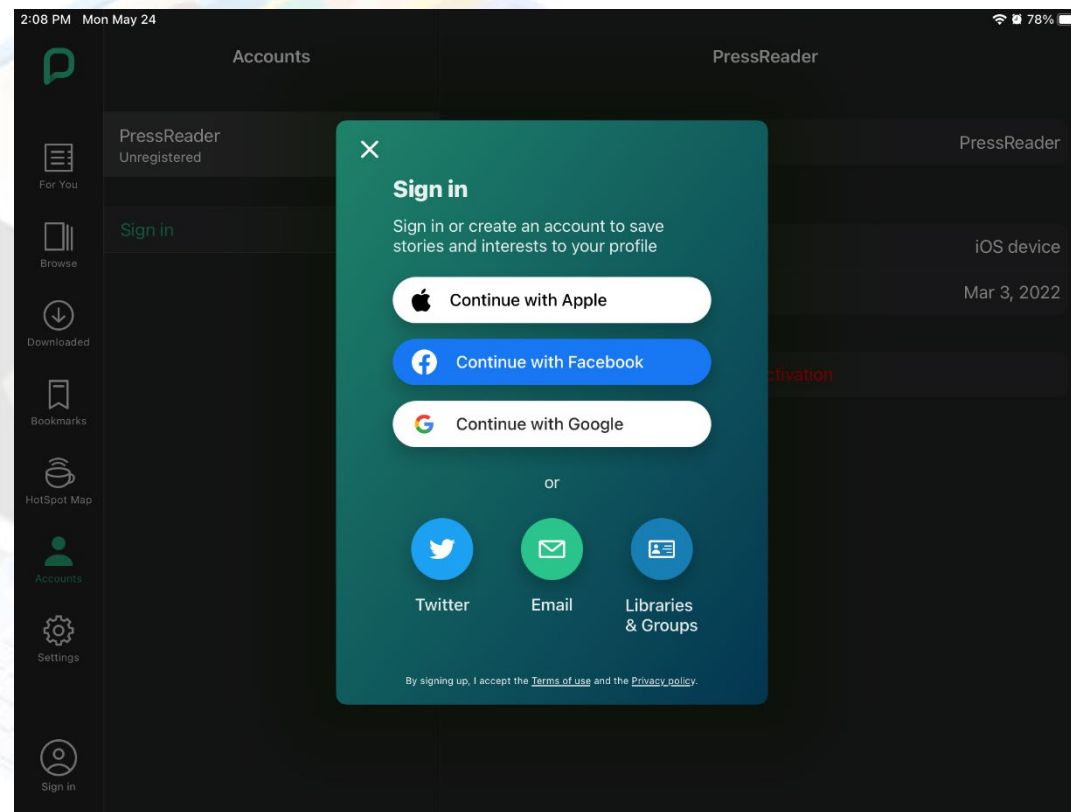 2:08 PM Mon May 24
78%
Accounts
PressReader
PressReader
Unregistered
Sign in
For You
Browse
Downloaded
Bookmarks
HotSpot Map
Accounts
Settings
Sign in
Sign in
Sign in or create an account to save
stories and interests to your profile
Continue with Apple
Continue with Facebook
Continue with Google
or
Twitter
Email
Libraries
& Groups
By signing up, I accept the Terms of use and the Privacy policy.
PressReader
iOS device
Mar 3, 2022